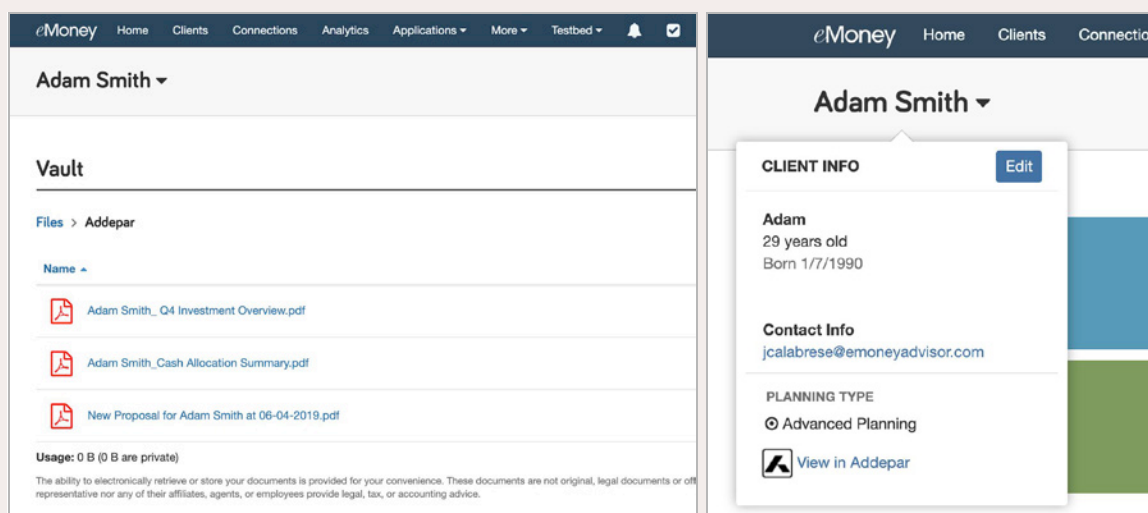 eMoney Home Clients Connections Analytics Applications More Testbed
Adam Smith
Vault
Files > Addepar
Name
Adam Smith_ Q4 Investment Overview.pdf
Adam Smith_Cash Allocation Summary.pdf
New Proposal for Adam Smith at 06-04-2019.pdf
Usage: 0 B (0 B are private)
The ability to electronically retrieve or store your documents is provided for your convenience. These documents are not original, legal documents or off
representative nor any of their affiliates, agents, or employees provide legal, tax, or accounting advice.
eMoney Home Clients Connectio
Adam Smith
CLIENT INFO Edit
Adam
29 years old
Born 1/7/1990
Contact Info
jcalabrese@emoneyadvisor.com
PLANNING TYPE
Advanced Planning
View in Addepar